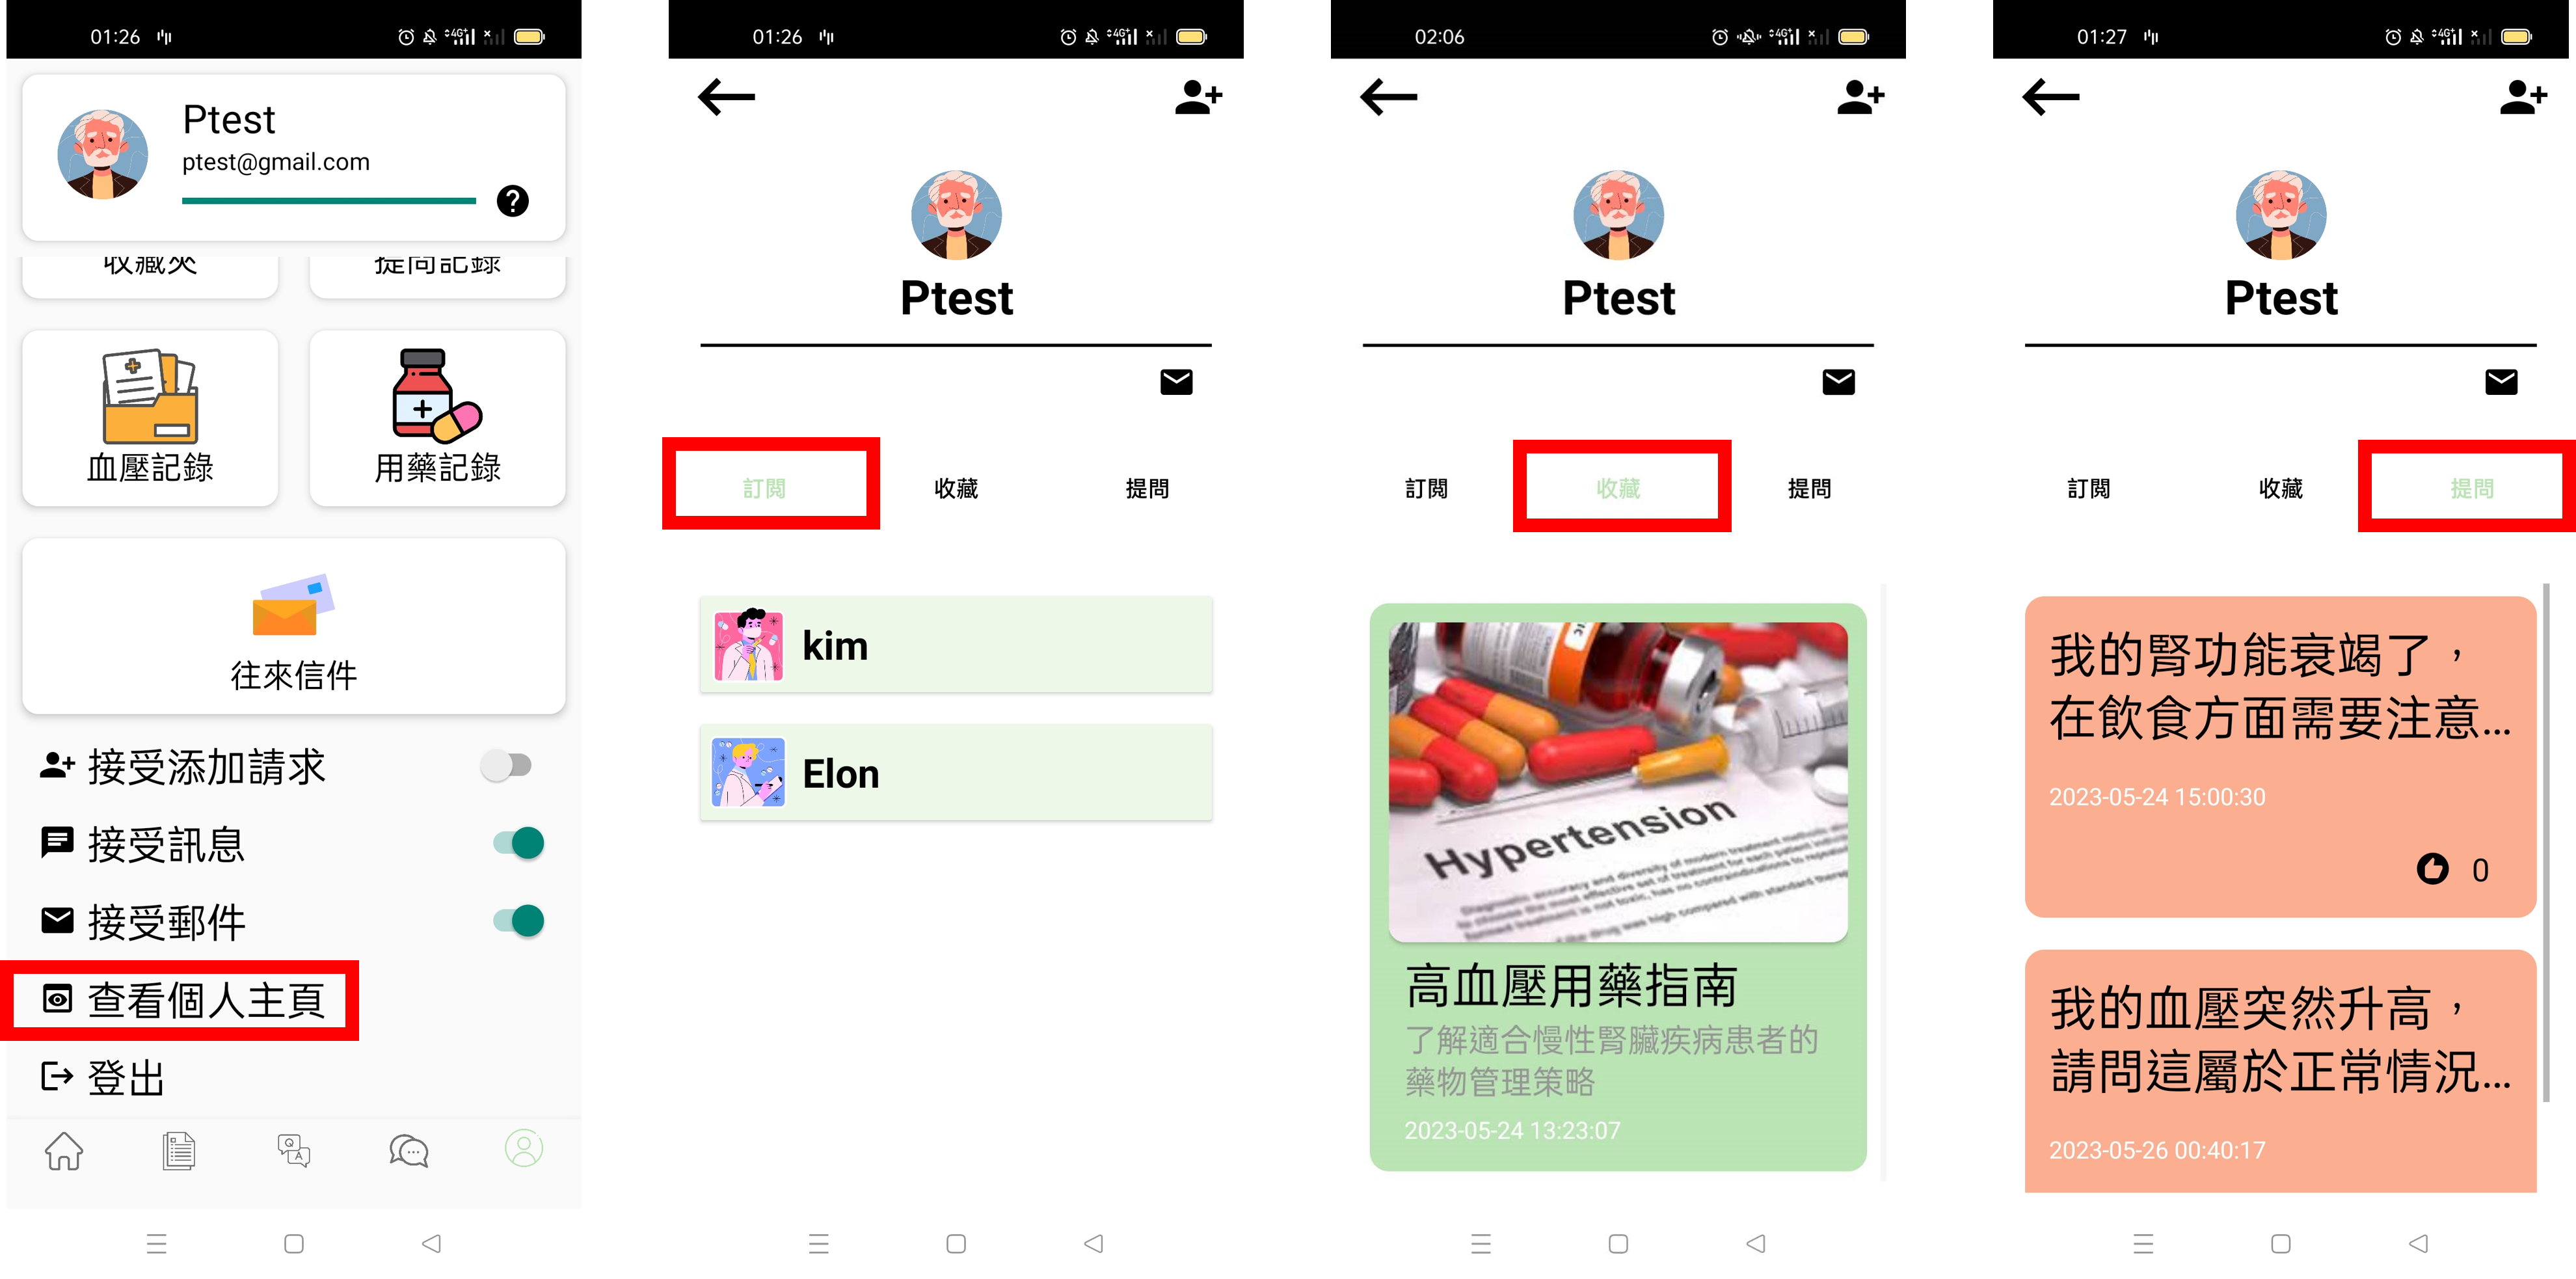 01:26
4G+
Ptest
ptest@gmail.com
收藏夾
提問記錄
血壓記錄
用藥記錄
往來信件
接受添加請求
接受訊息
接受郵件
查看個人主頁
登出
Q
A
01:26
4G+
Ptest
訂閱
收藏
提問
kim
Elon
02:06
4G+
Ptest
訂閱
收藏
提問
Hypertension
高血壓用藥指南
了解適合慢性腎臟疾病患者的
藥物管理策略
2023-05-24 13:23:07
01:27
4G+
Ptest
訂閱
收藏
提問
我的腎功能衰竭了，
在飲食方面需要注意...
2023-05-24 15:00:30
0
我的血壓突然升高，
請問這屬於正常情況...
2023-05-26 00:40:17